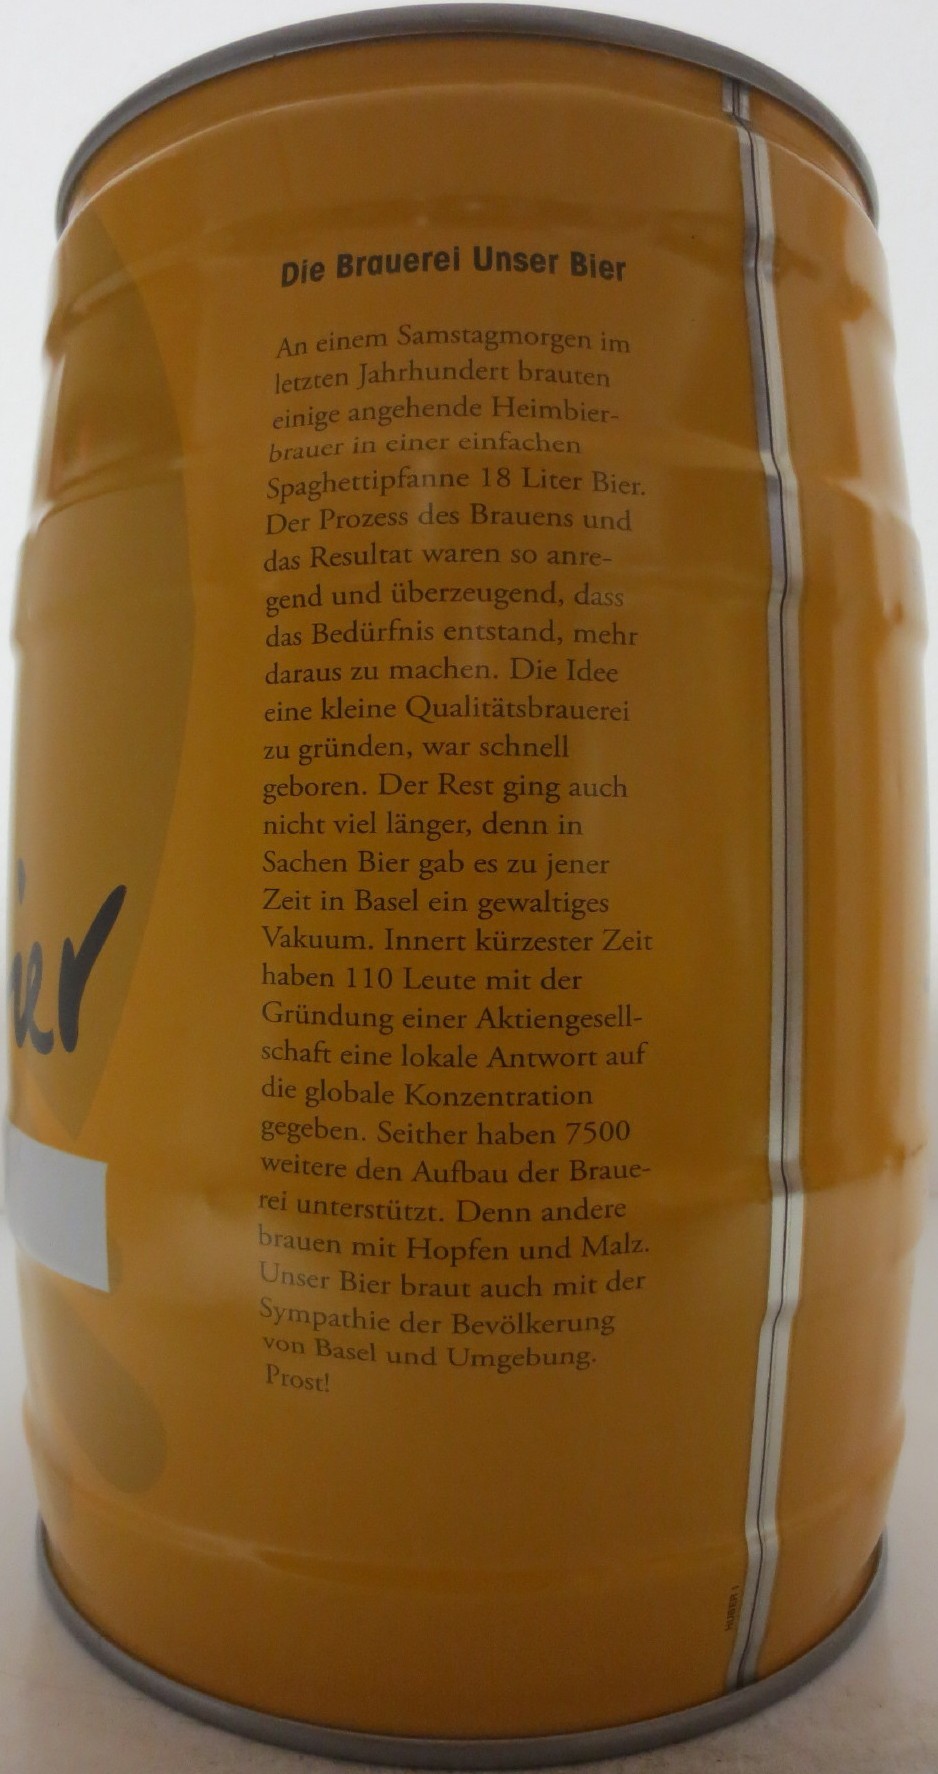 Die Brauerei Unser Bier
An einem Samstagmorgen im
letzten Jahrhundert brauten
einige angehende Heimbier-
brauer in einer einfachen
Spaghettipfanne 18 Liter Bier.
Der Prozess des Brauens und
das Resultat waren so anre-
gend und überzeugend, dass
das Bedürfnis entstand, mehr
daraus zu machen. Die Idee
eine kleine Qualitätsbrauerei
zu gründen, war schnell
geboren. Der Rest ging auch
nicht viel länger, denn in
Sachen Bier gab es zu jener
Zeit in Basel ein gewaltiges
Vakuum. Innert kürzester Zeit
haben 110 Leute mit der
Gründung einer Aktiengesell-
schaft eine lokale Antwort auf
die globale Konzentration
gegeben. Seither haben 7500
weitere den Aufbau der Braue-
rei unterstützt. Denn andere
brauen mit Hopfen und Malz.
Unser Bier braut auch mit der
Sympathie der Bevölkerung
von Basel und Umgebung.
Prost!
ier